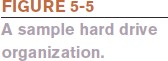 FIGURE 5-5
A sample hard drive
organization.